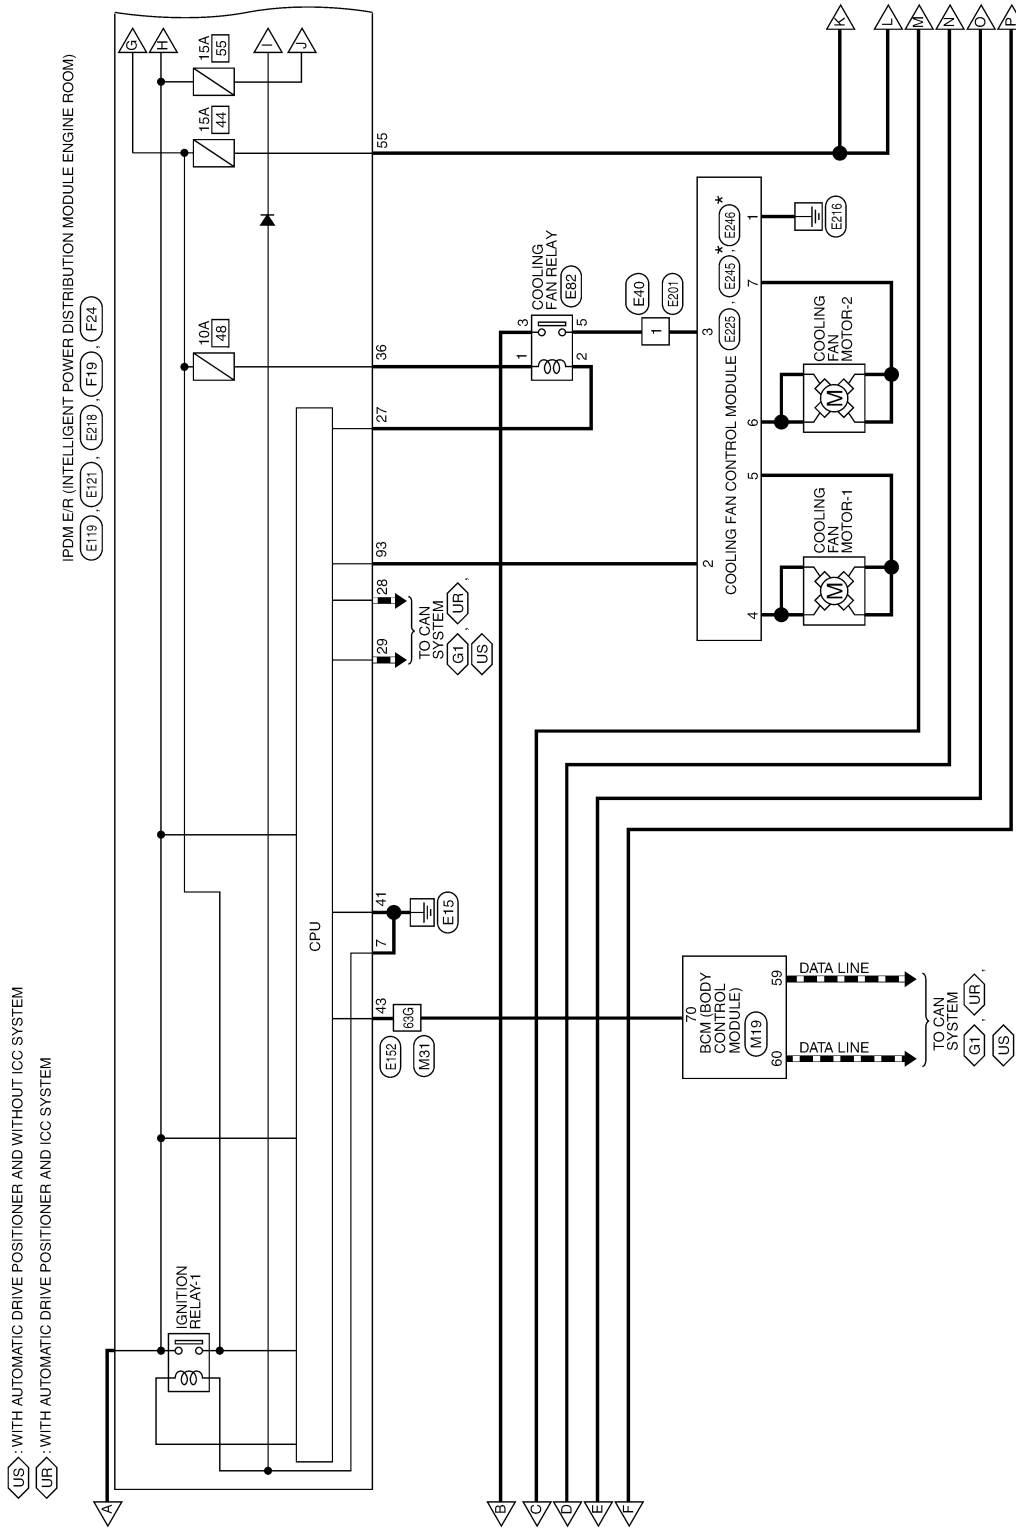 US : WITH AUTOMATIC DRIVE POSITIONER AND WITHOUT ICC SYSTEM
UR : WITH AUTOMATIC DRIVE POSITIONER AND ICC SYSTEM
IPDM E/R (INTELLIGENT POWER DISTRIBUTION MODULE ENGINE ROOM)
E119 , E121 , E218 , F19 , F24
A
G
H
I
J
IGNITION
RELAY-1
10A
48
15A
44
15A
55
CPU
43
7
41
29
28
93
27
36
55
E152
M31
63G
E15
TO CAN
SYSTEM
G1 , UR ,
US
COOLING
FAN RELAY
E82
1
3
2
5
E40
E201
1
70
BCM (BODY
CONTROL
MODULE)
M19
60
59
DATA LINE
DATA LINE
TO CAN
SYSTEM
G1 , UR ,
US
2
3
COOLING FAN CONTROL MODULE E225 , E245 * , E246 *
4
5
6
7
1
E216
COOLING
FAN
MOTOR-1
M
COOLING
FAN
MOTOR-2
M
B
C
D
E
F
K
L
M
N
O
P